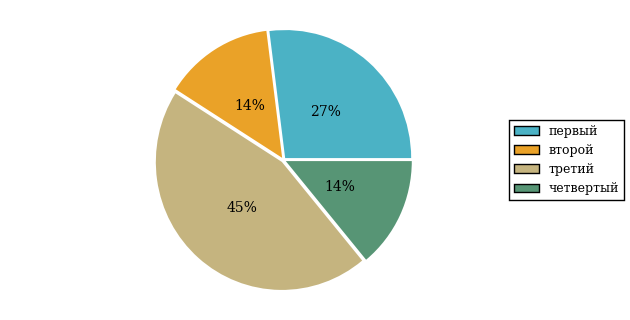 27%
14%
14%
45%
первый
второй
третий
четвертый